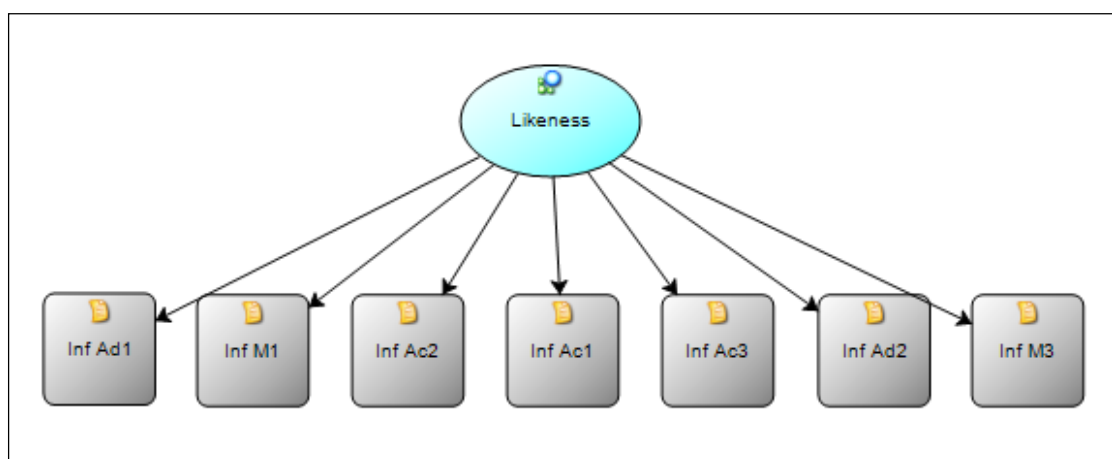 Likeness
Inf Ad1
Inf M1
Inf Ac2
Inf Ac1
Inf Ac3
Inf Ad2
Inf M3